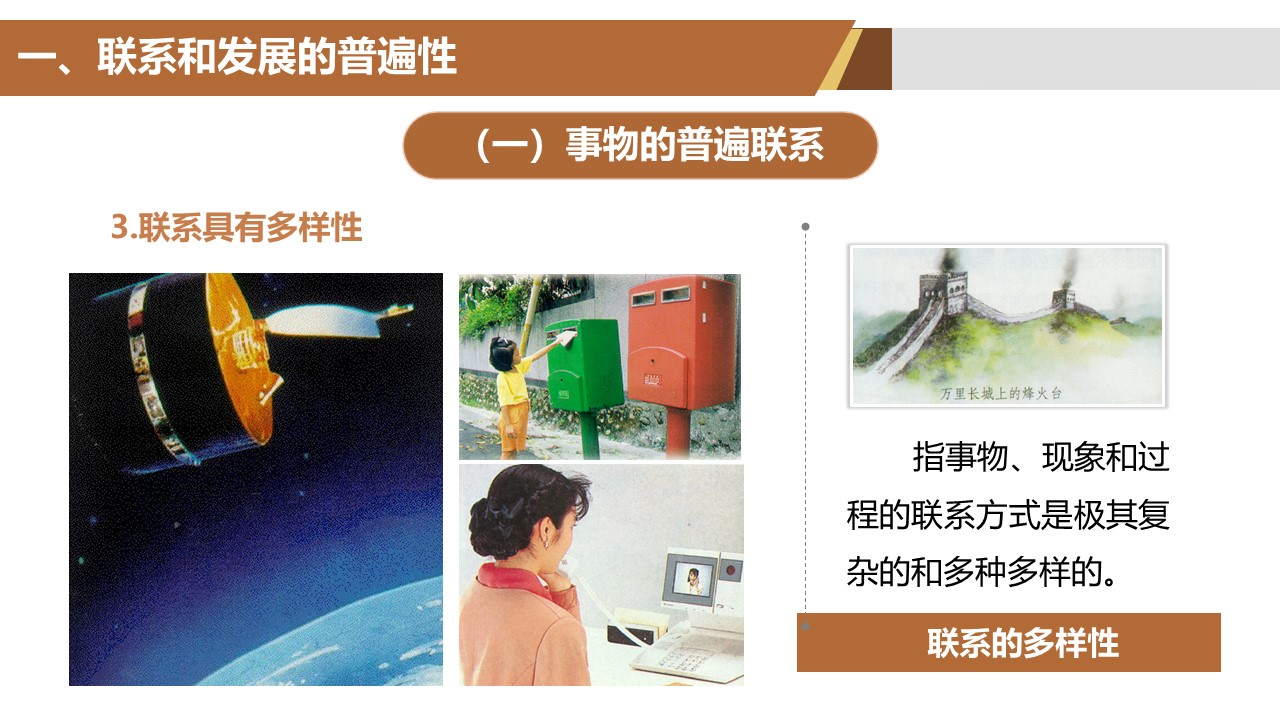 一、联系和发展的普遍性
（一）事物的普遍联系
3.联系具有多样性
万里长城上的烽火台
指事物、现象和过
程的联系方式是极其复
杂的和多种多样的。
联系的多样性